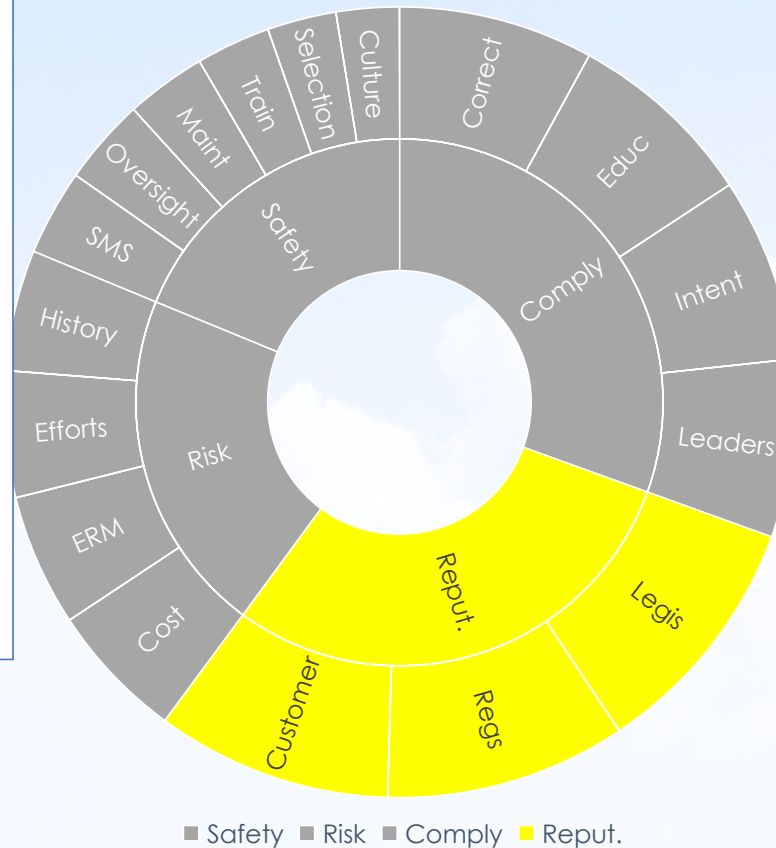 Correct
Educ
Intent
Leaders
Legis
Regs
Customer
Cost
ERM
Efforts
History
SMS
Oversight
Maint
Train
Selection
Culture
Comply
Reput.
Risk
Safety
Safety Risk Comply Reput.